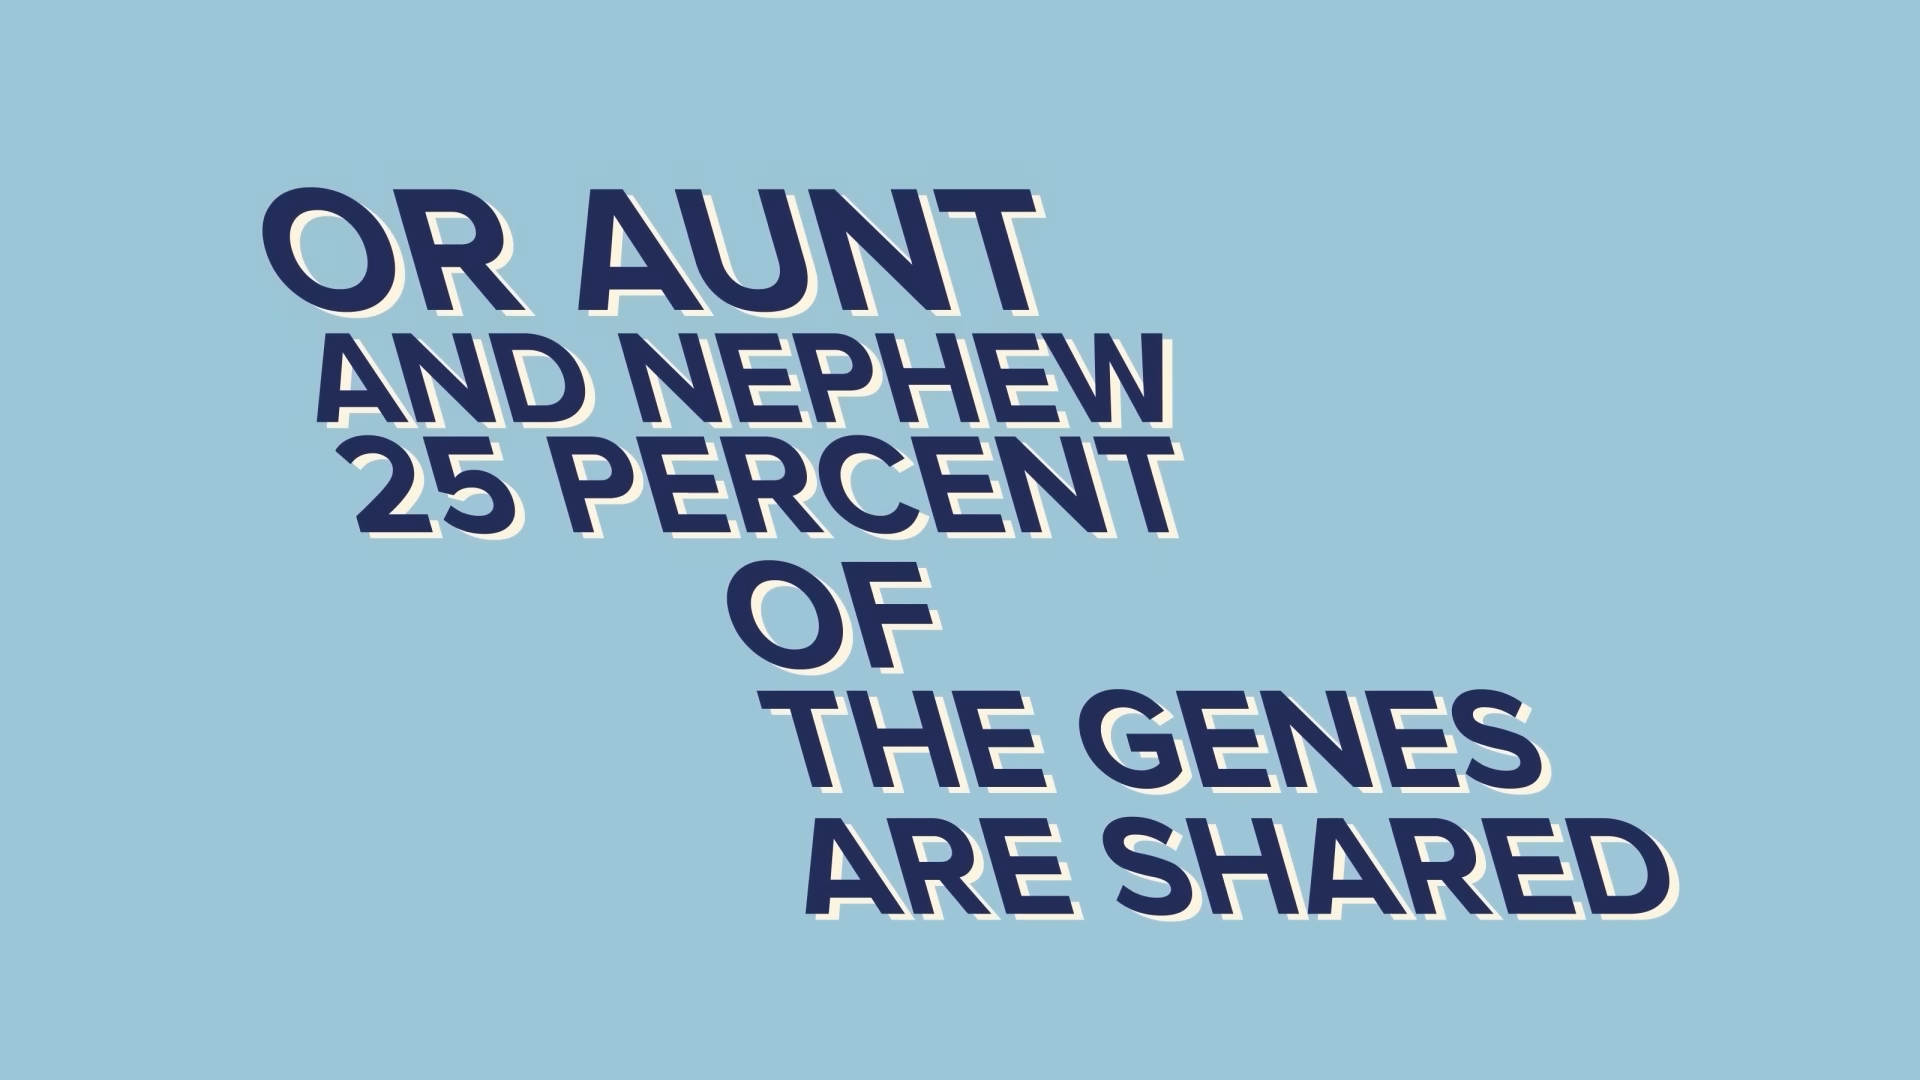 OR AUNT
AND NEPHEW
25 PERCENT
OF
THE GENES
ARE SHARED